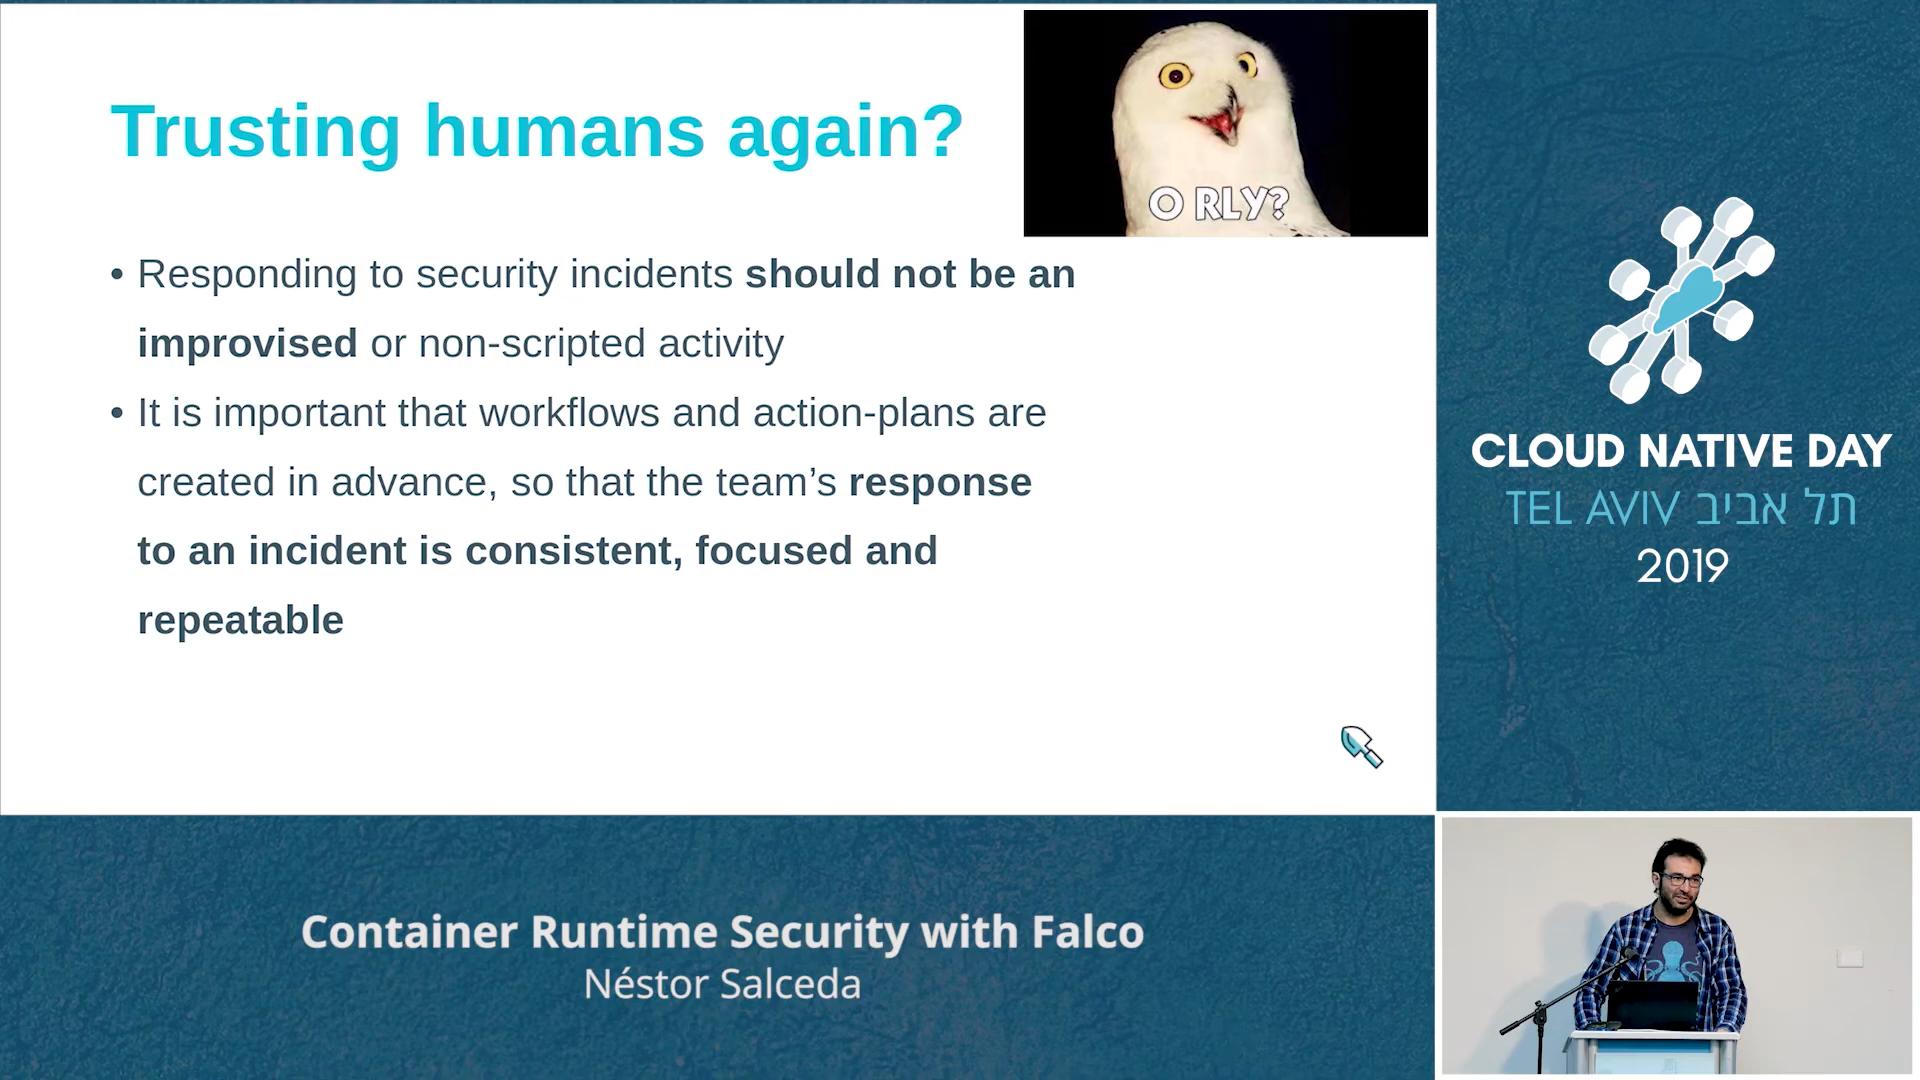 Trusting humans again?
O RLY?
• Responding to security incidents should not be an
improvised or non-scripted activity
• It is important that workflows and action-plans are
created in advance, so that the team’s response
to an incident is consistent, focused and
repeatable
CLOUD NATIVE DAY
TEL AVIV תל אביב
2019
Container Runtime Security with Falco
Néstor Salceda